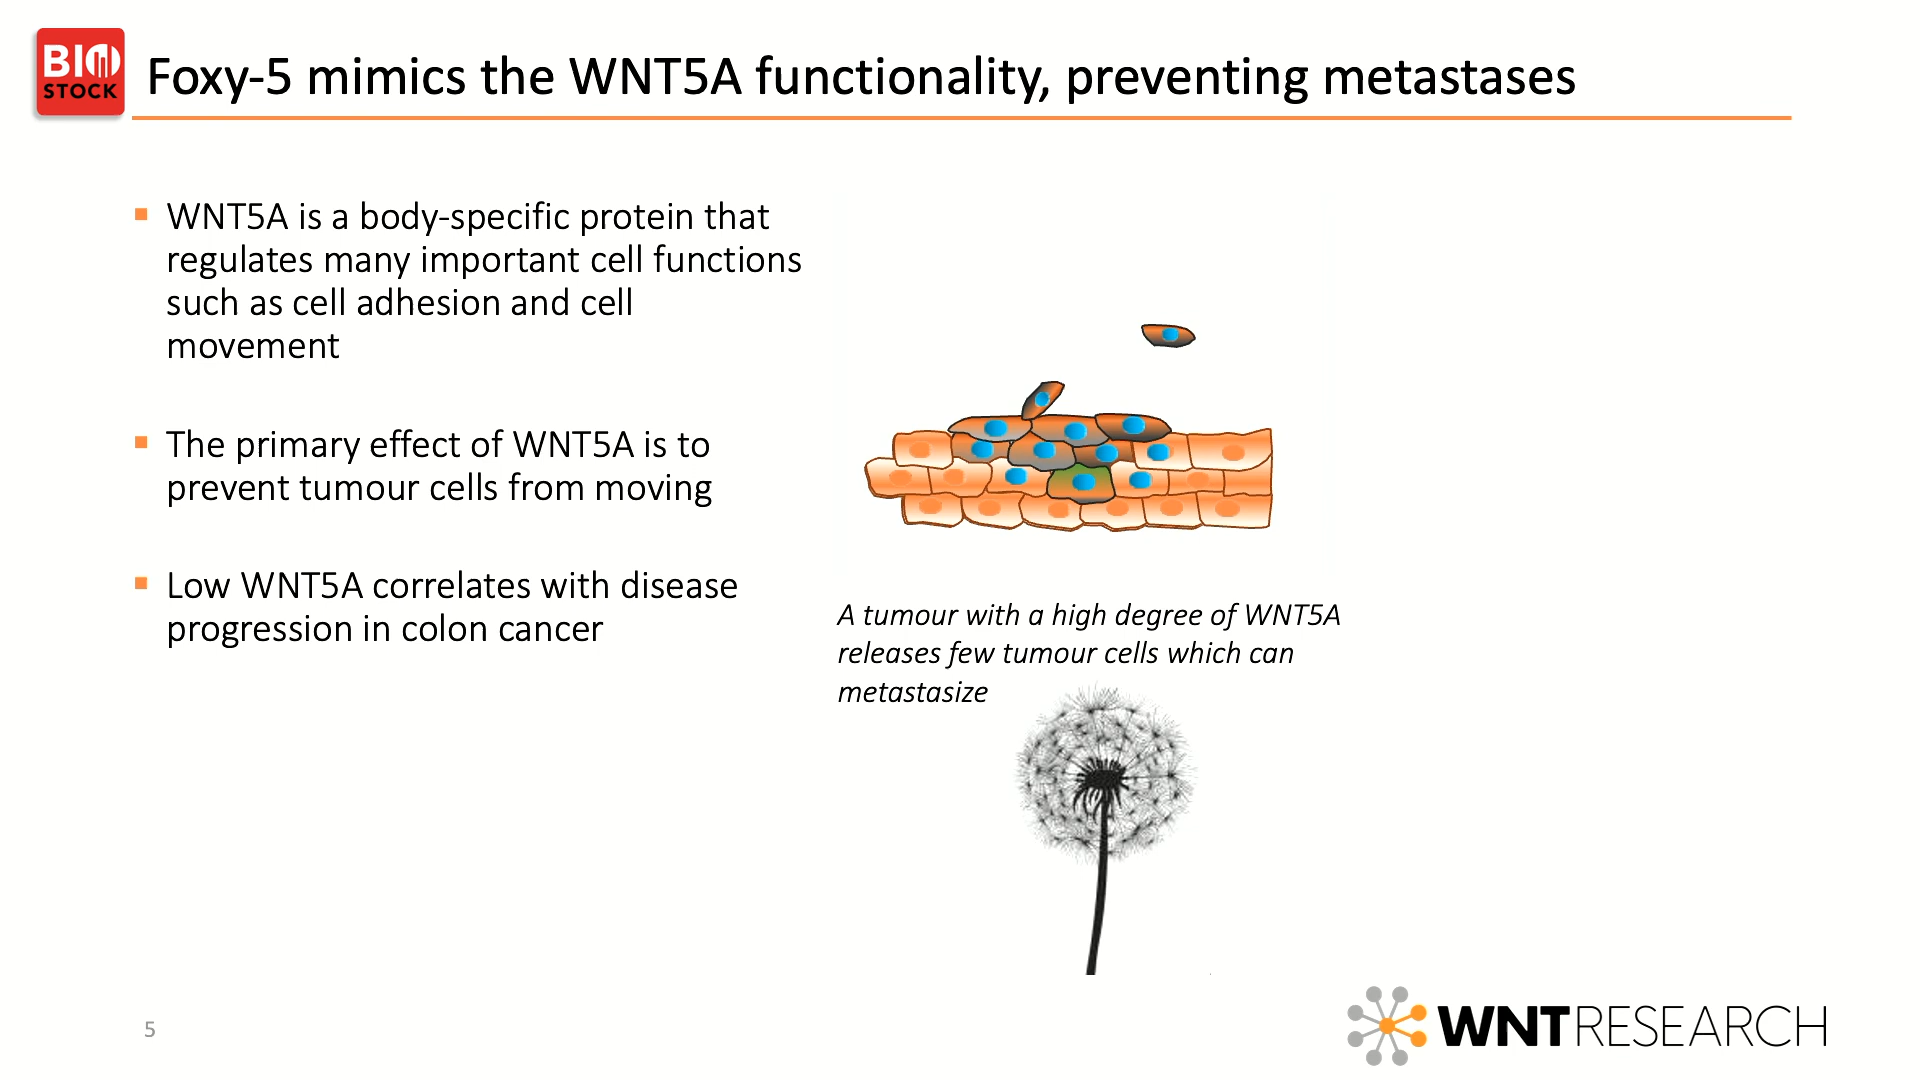 BIO
STOCK
Foxy-5 mimics the WNT5A functionality, preventing metastases
WNT5A is a body-specific protein that
regulates many important cell functions
such as cell adhesion and cell
movement
The primary effect of WNT5A is to
prevent tumour cells from moving
Low WNT5A correlates with disease
progression in colon cancer
A tumour with a high degree of WNT5A
releases few tumour cells which can
metastasize
5
WNTRESEARCH